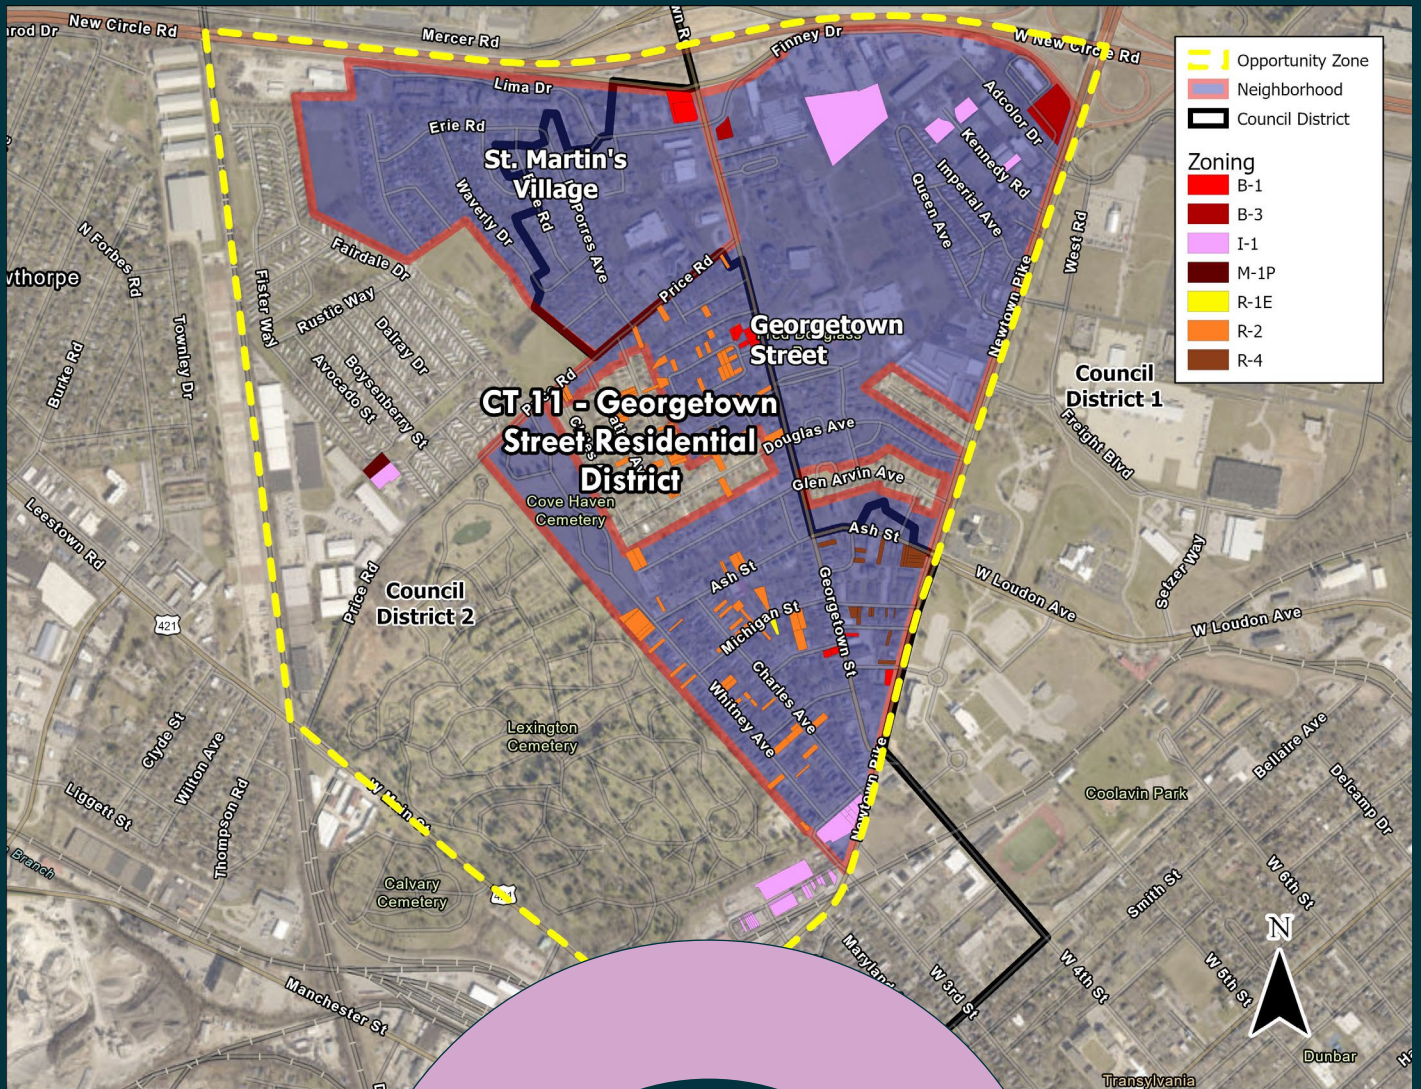 New Circle Rd
Mercer Rd
Finney Dr
W New Circle Rd
Lima Dr
Erie Rd
St. Martin's
Village
Waverly Dr
Porres Ave
Adcolor Dr
Kennedy Rd
Imperial Ave
Queen Ave
West Rd
N Forbes Rd
Fairdale Dr
Price Rd
Newtown Pike
Fister Way
Rustic Way
Townley Dr
Dalray Dr
Boysenberry St
Avocado St
Burke Rd
Georgetown
Street
Council
District 1
CT 11 - Georgetown
Street Residential
District
Douglas Ave
Glen Arvin Ave
Freight Blvd
Cove Haven
Cemetery
Ash St
Leestown Rd
Setzer Way
W Loudon Ave
W Loudon Ave
Price Rd
Council
District 2
Ash St
Michigan St
Georgetown St
421
Charles Ave
Whitney Ave
Lexington
Cemetery
Clyde St
Wilton Ave
Thompson Rd
Liggett St
W Main St
Newtown Pike
Coolavin Park
Bellaire Ave
Delcamp Dr
Branch
Calvary
Cemetery
421
Smith St
W 6th St
W 5th St
W 4th St
W 3rd St
Maryland
Manchester St
Dunbar
Transylvania
N
Opportunity Zone
Neighborhood
Council District
Zoning
B-1
B-3
I-1
M-1P
R-1E
R-2
R-4